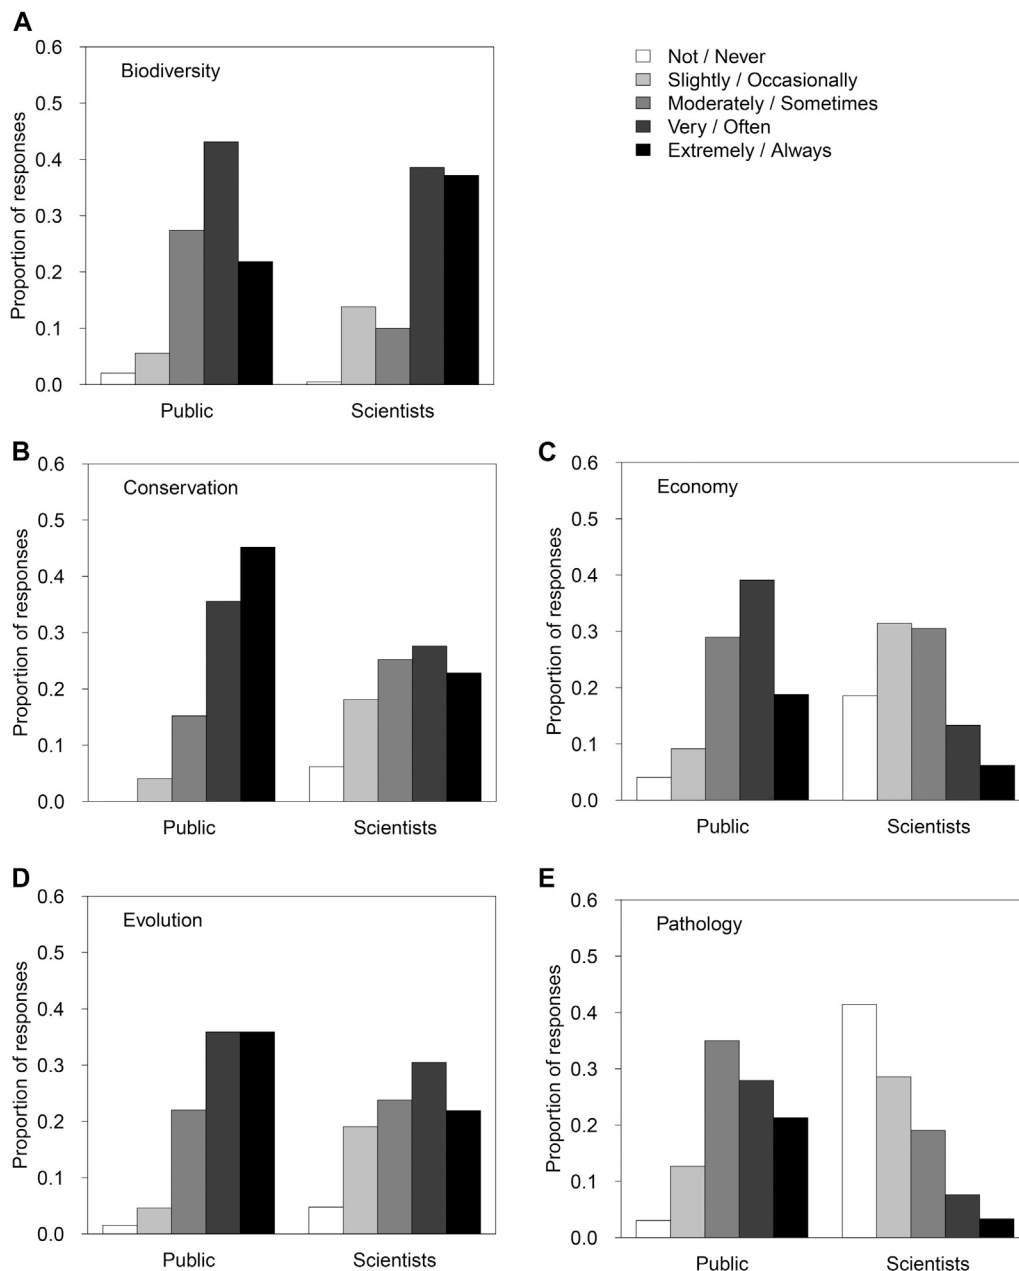 A
Biodiversity
Proportion of responses
0.6
0.5
0.4
0.3
0.2
0.1
0.0
Public
Scientists
Not / Never
Slightly / Occasionally
Moderately / Sometimes
Very / Often
Extremely / Always
B
Conservation
Proportion of responses
0.6
0.5
0.4
0.3
0.2
0.1
0.0
Public
Scientists
C
Economy
Proportion of responses
0.6
0.5
0.4
0.3
0.2
0.1
0.0
Public
Scientists
D
Evolution
Proportion of responses
0.6
0.5
0.4
0.3
0.2
0.1
0.0
Public
Scientists
E
Pathology
Proportion of responses
0.6
0.5
0.4
0.3
0.2
0.1
0.0
Public
Scientists